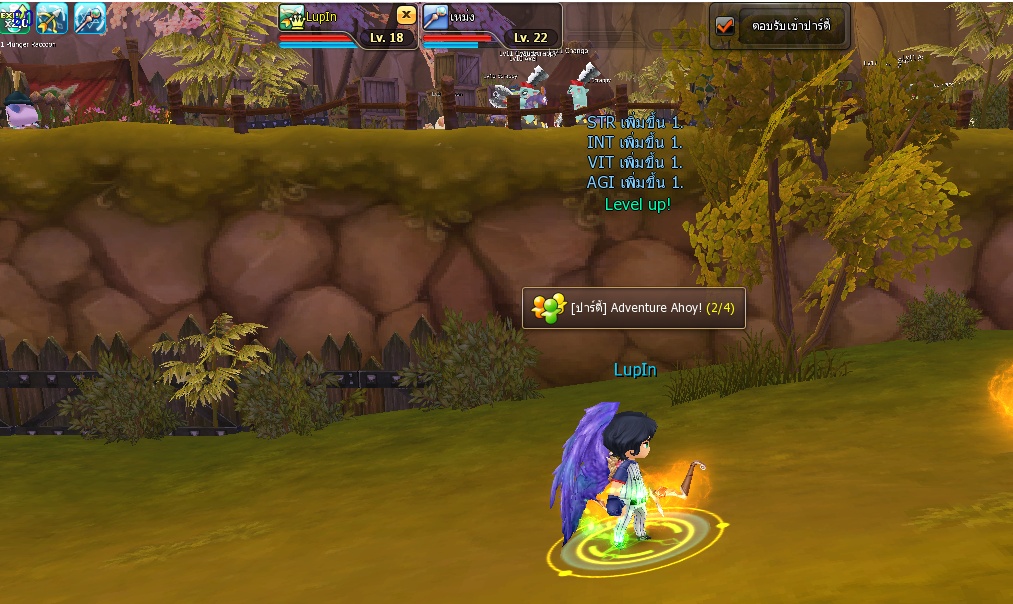 LupIn
Lv. 18
เหมง
Lv. 22
ตอบรับเข้าปาร์ตี้
STR เพิ่มขึ้น 1.
INT เพิ่มขึ้น 1.
VIT เพิ่มขึ้น 1.
AGI เพิ่มขึ้น 1.
Level up!
[ปาร์ตี้] Adventure Ahoy! (2/4)
LupIn